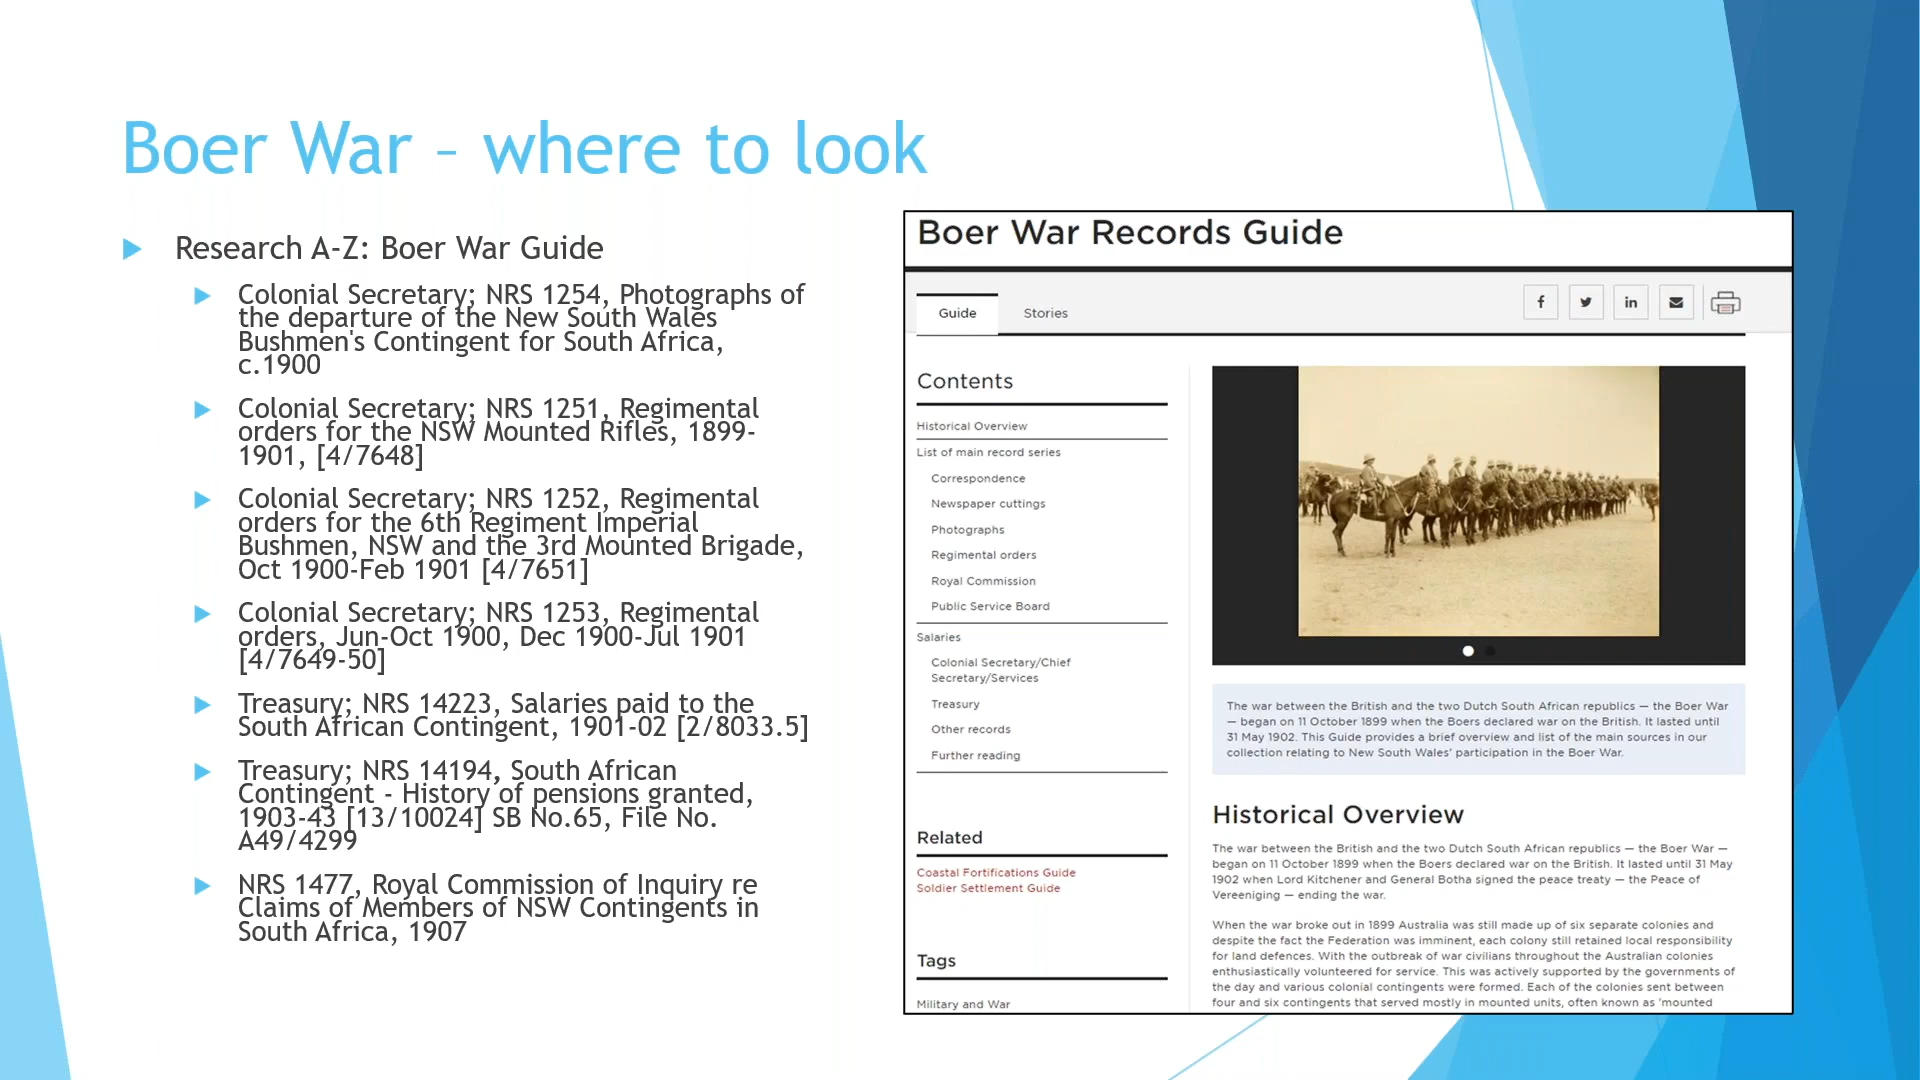 Boer War – where to look
Research A-Z: Boer War Guide
Colonial Secretary; NRS 1254, Photographs of
the departure of the New South Wales
Bushmen's Contingent for South Africa,
c.1900
Colonial Secretary; NRS 1251, Regimental
orders for the NSW Mounted Rifles, 1899-
1901, [4/7648]
Colonial Secretary; NRS 1252, Regimental
orders for the 6th Regiment Imperial
Bushmen, NSW and the 3rd Mounted Brigade,
Oct 1900-Feb 1901 [4/7651]
Colonial Secretary; NRS 1253, Regimental
orders, Jun-Oct 1900, Dec 1900-Jul 1901
[4/7649-50]
Treasury; NRS 14223, Salaries paid to the
South African Contingent, 1901-02 [2/8033.5]
Treasury; NRS 14194, South African
Contingent - History of pensions granted,
1903-43 [13/10024] SB No.65, File No.
A49/4299
NRS 1477, Royal Commission of Inquiry re
Claims of Members of NSW Contingents in
South Africa, 1907
Boer War Records Guide
Guide
Stories
Contents
Historical Overview
List of main record series
Correspondence
Newspaper cuttings
Photographs
Regimental orders
Royal Commission
Public Service Board
Salaries
Colonial Secretary/Chief
Secretary/Services
Treasury
Other records
Further reading
Related
Coastal Fortifications Guide
Soldier Settlement Guide
Tags
Military and War
The war between the British and the two Dutch South African republics — the Boer War
— began on 11 October 1899 when the Boers declared war on the British. It lasted until
31 May 1902. This Guide provides a brief overview and list of the main sources in our
collection relating to New South Wales' participation in the Boer War.
Historical Overview
The war between the British and the two Dutch South African republics — the Boer War —
began on 11 October 1899 when the Boers declared war on the British. It lasted until 31 May
1902 when Lord Kitchener and General Botha signed the peace treaty — the Peace of
Vereeniging — ending the war.
When the war broke out in 1899 Australia was still made up of six separate colonies and
despite the fact the Federation was imminent, each colony still retained local responsibility
for land defences. With the outbreak of war civilians throughout the Australian colonies
enthusiastically volunteered for service. This was actively supported by the governments of
the day and various colonial contingents were formed. Each of the colonies sent between
four and six contingents that served mostly in mounted units, often known as 'mounted